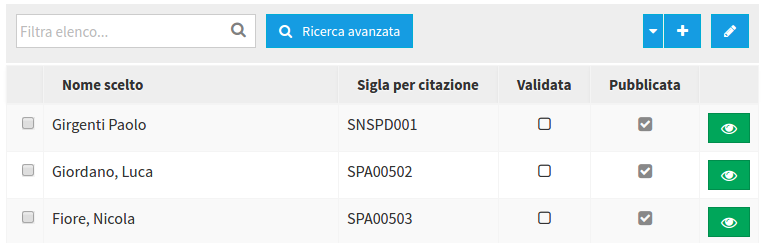 Filtra elenco... Ricerca avanzata
Nome scelto Sigla per citazione Validata Pubblicata
Girgenti Paolo SNSPD001
Giordano, Luca SPA00502
Fiore, Nicola SPA00503